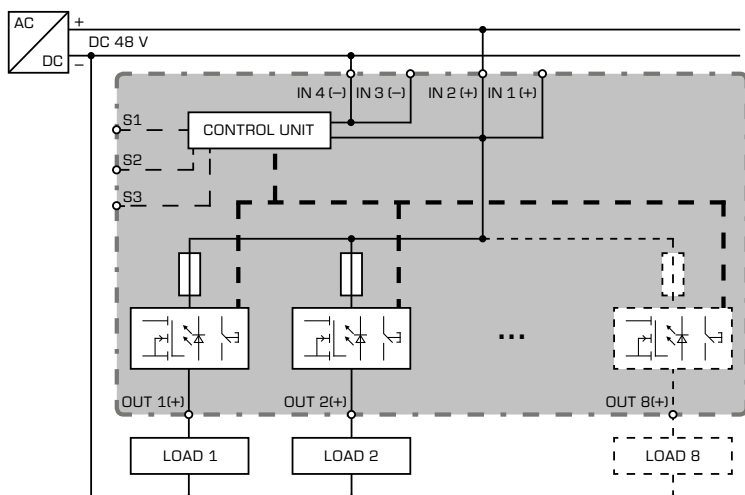 AC
+
DC 48 V
DC
−
IN 4 (−) IN 3 (−) IN 2 (+) IN 1 (+)
S1
CONTROL UNIT
S2
S3
...
OUT 1(+) OUT 2(+) OUT 8(+)
LOAD 1 LOAD 2 LOAD 8